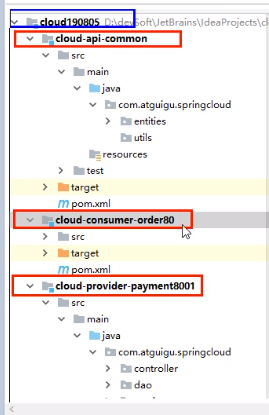 cloud190805 D:\devSoft\JetBrains\IdeaProjects\cl
cloud-api-common
src
main
java
com.atguigu.springcloud
entities
utils
resources
test
target
pom.xml
cloud-consumer-order80
src
target
pom.xml
cloud-provider-payment8001
src
main
java
com.atguigu.springcloud
controller
dao